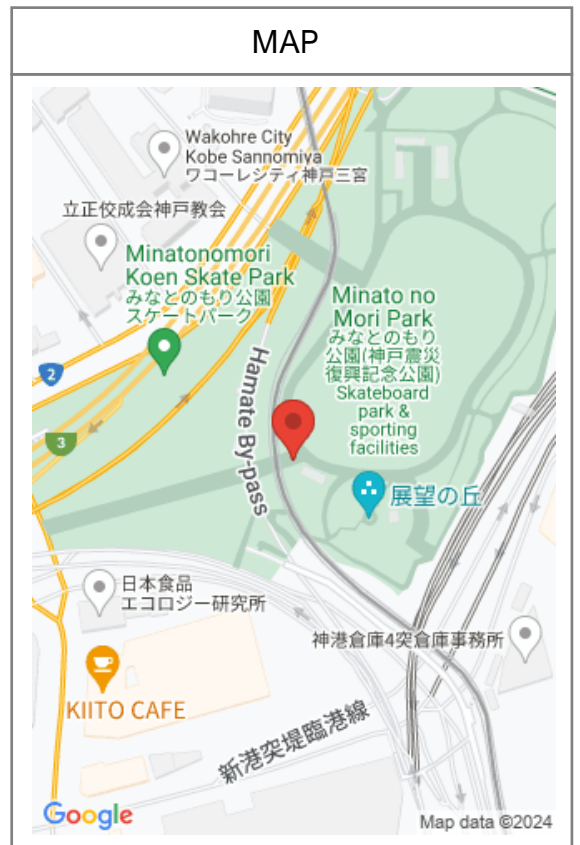 MAP
Wakohre City
Kobe Sannomiya
ワコーレシティ神戸三宮
立正佼成会神戸教会
Minatonomori
Koen Skate Park
みなとのもり公園
スケートパーク
Minato no
Mori Park
みなとのもり
公園(神戸震災
復興記念公園)
Skateboard
park &
sporting
facilities
2
3
Hamate By-pass
展望の丘
日本食品
エコロジー研究所
神港倉庫4突倉庫事務所
KIITO CAFE
新港突堤臨港線
Google
Map data ©2024